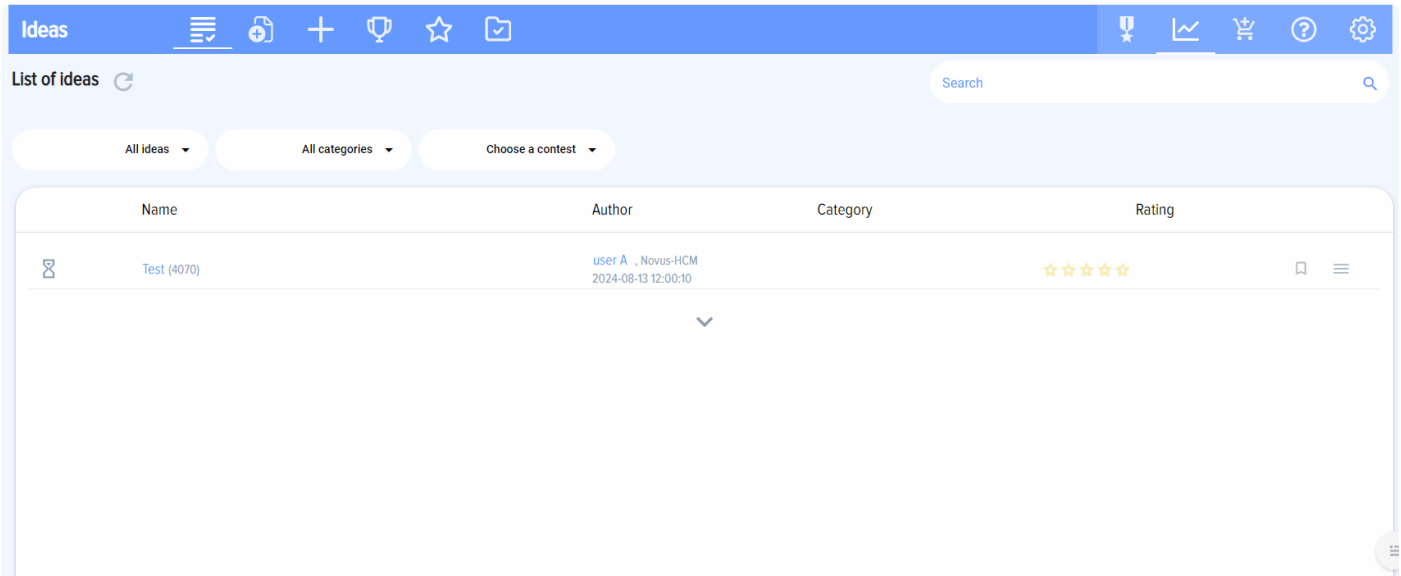 Ideas
List of ideas
Search
All ideas
All categories
Choose a contest
Name Author Category Rating
Test (4070)
user A , Novus-HCM
2024-08-13 12:00:10